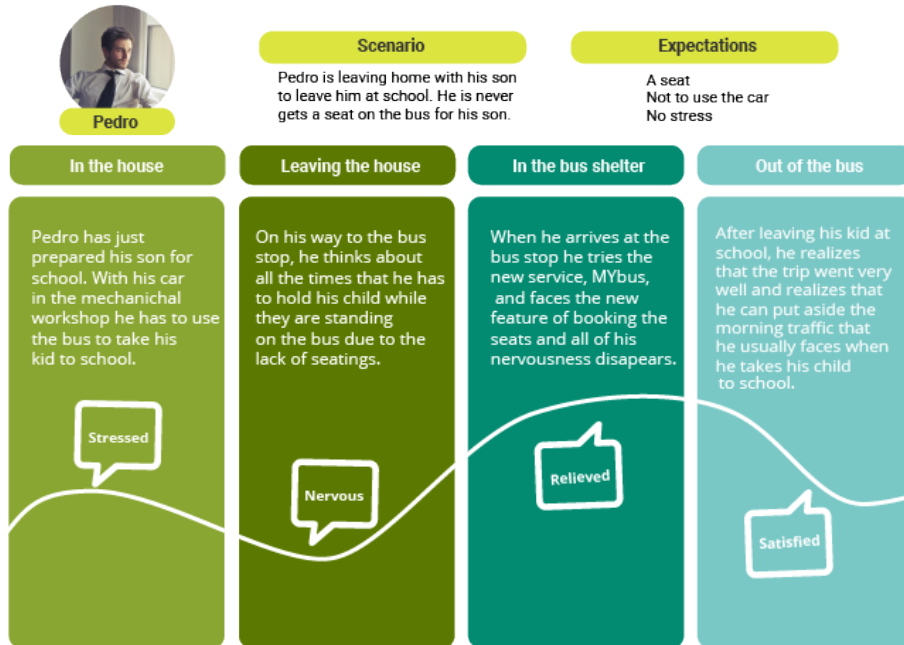 Pedro
Scenario
Pedro is leaving home with his son
to leave him at school. He is never
gets a seat on the bus for his son.
Expectations
A seat
Not to use the car
No stress
In the house
Pedro has just
prepared his son for
school. With his car
in the mechanichal
workshop he has to use
the bus to take his
kid to school.
Stressed
Leaving the house
On his way to the bus
stop, he thinks about
all the times that he has
to hold his child while
they are standing
on the bus due to the
lack of seatings.
Nervous
In the bus shelter
When he arrives at the
bus stop he tries the
new service, MYbus,
and faces the new
feature of booking the
seats and all of his
nervousness disapears.
Relieved
Out of the bus
After leaving his kid at
school, he realizes
that the trip went very
well and realizes that
he can put aside the
morning traffic that
he usually faces when
he takes his child
to school.
Satisfied